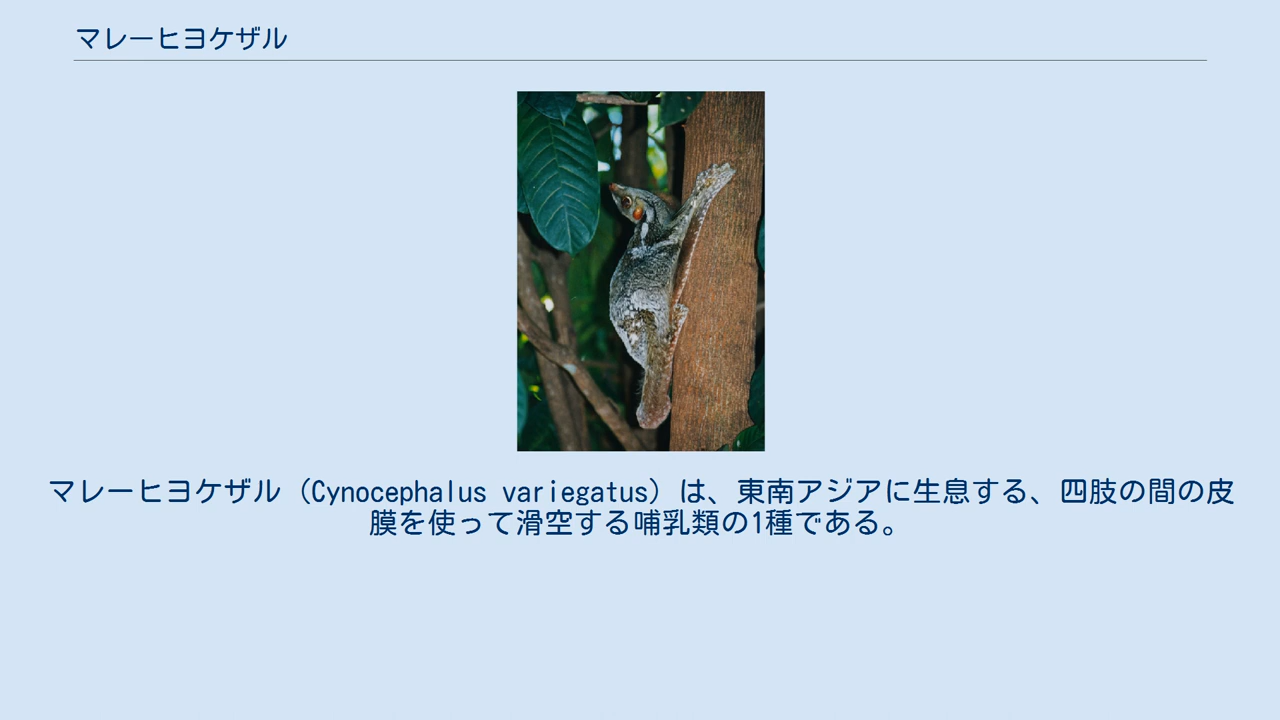 マレーヒヨケザル
マレーヒヨケザル（Cynocephalus variegatus）は、東南アジアに生息する、四肢の間の皮
膜を使って滑空する哺乳類の1種である。